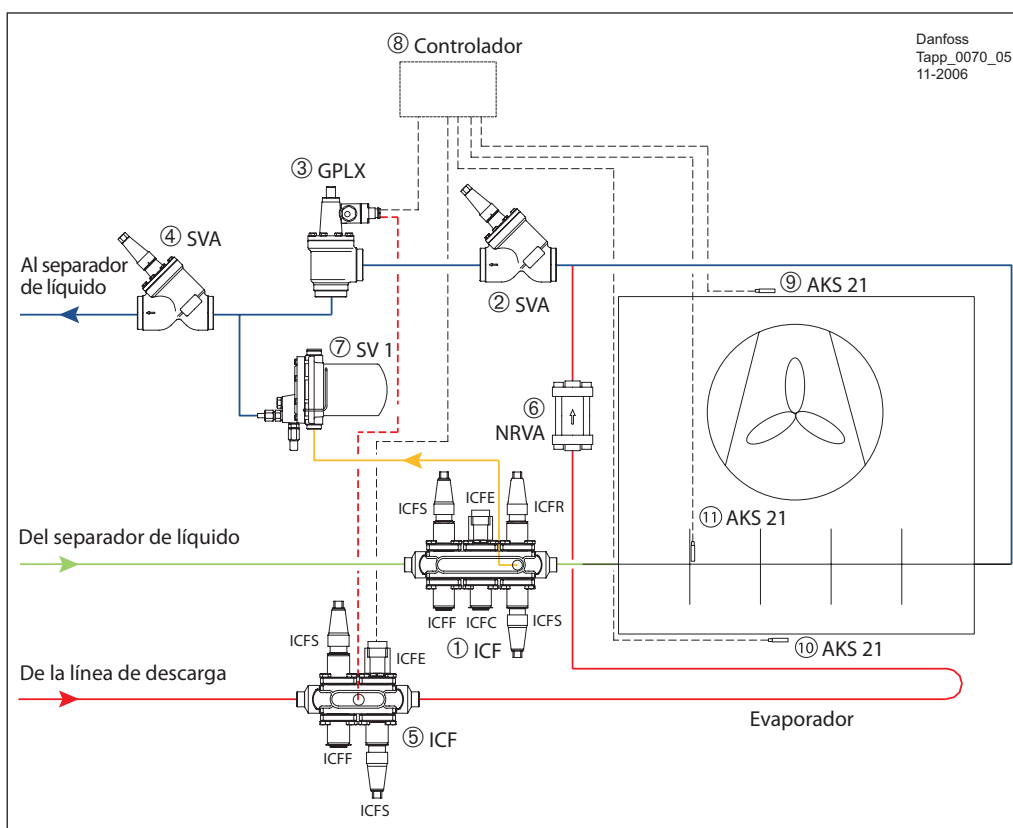 ⑧ Controlador
Danfoss
Tapp_0070_05
11-2006
③ GPLX
④ SVA
Al separador
de líquido
② SVA
⑨ AKS 21
⑦ SV 1
⑥
NRVA
ICFS
ICFE
ICFR
⑪ AKS 21
Del separador de líquido
ICFF
ICFC
ICFS
① ICF
ICFS
ICFE
⑩ AKS 21
De la línea de descarga
Evaporador
⑤ ICF
ICFF
ICFS